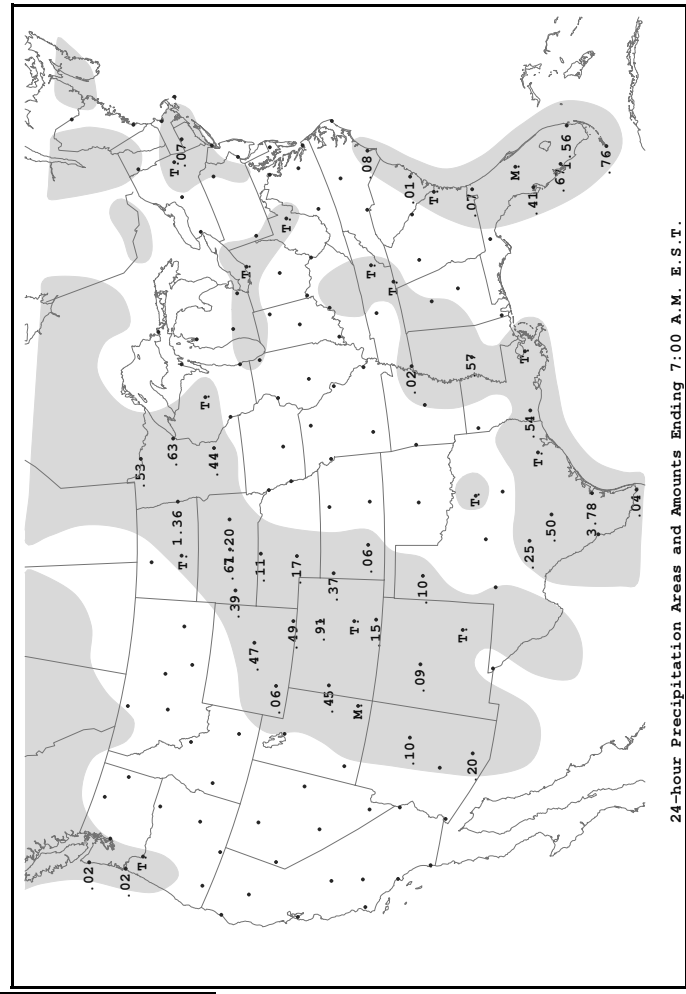 .02
.02
T
.53
.63
1.36
T
T
.07
T
.44
.61 .20
.39
T
.47
.11
.06
T
.49
.17
.91
.45
.37
T
M
.08
.06
T
.15
T
.10
.02
.01
.09
.10
T
T
.57
.07
.20
T
M
T
.25
.54
.41
T
.50
.56
3.78
.76
.04
24-hour Precipitation Areas and Amounts Ending 7:00 A.M. E.S.T.